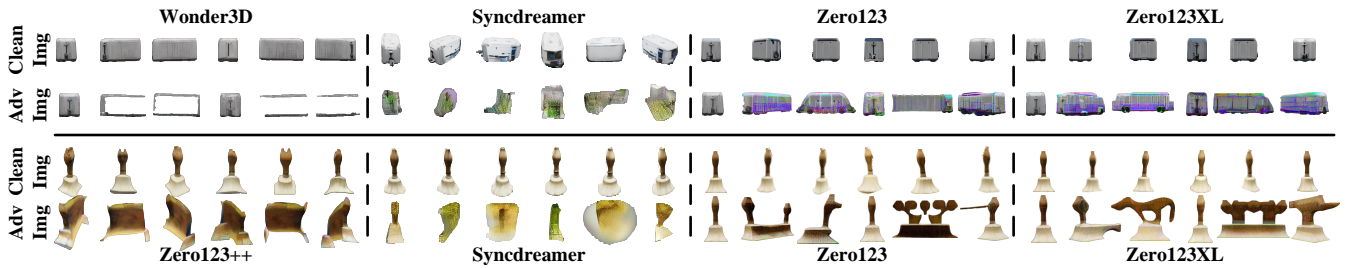 Wonder3D Syncdreamer Zero123 Zero123XL
Clean Img
Adv Img
Clean Img
Adv Img
Zero123++ Syncdreamer Zero123 Zero123XL